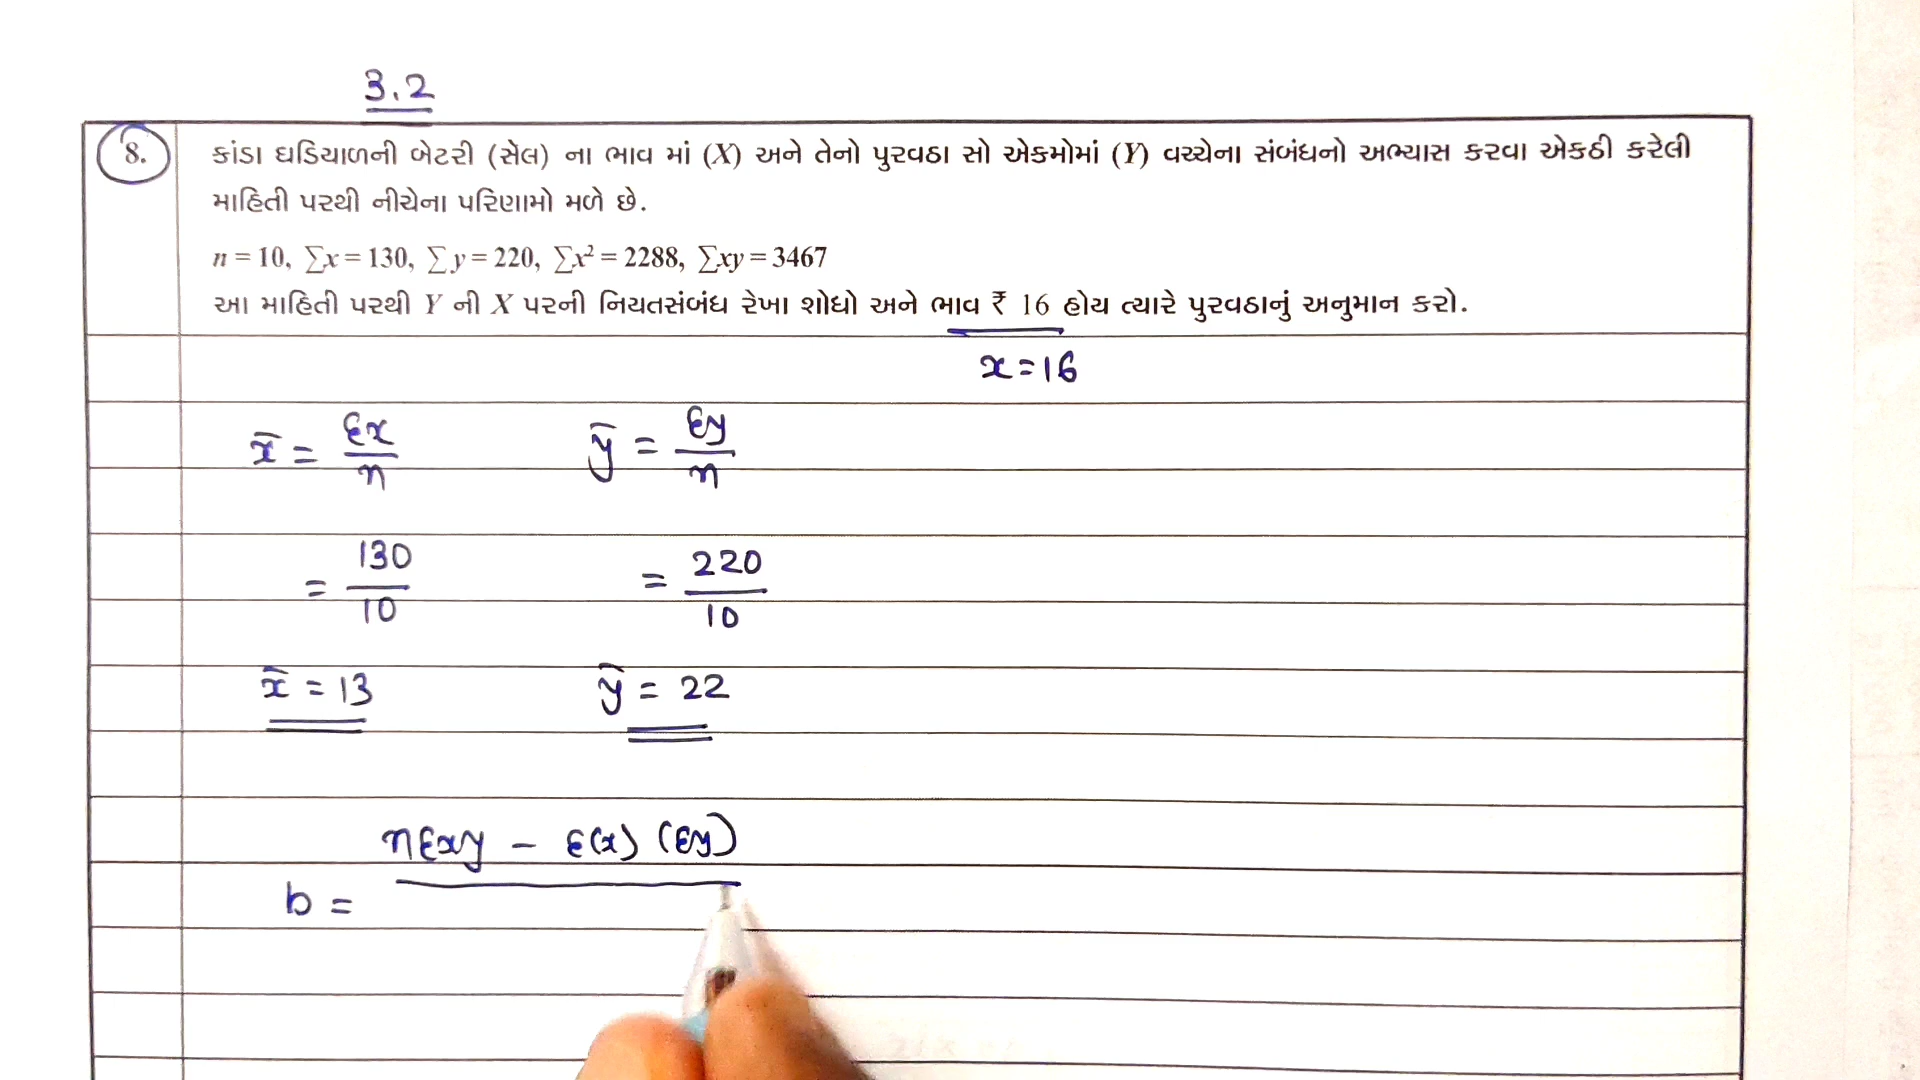 3.2
8.
કાંડા ઘડિયાળની બેટરી (સેલ) ના ભાવ માં (X) અને તેનો પુરવઠા સો એકમોમાં (Y) વચ્ચેના સંબંધનો અભ્યાસ કરવા એકઠી કરેલી
માહિતી પરથી નીચેના પરિણામો મળે છે.
n = 10, ∑x = 130, ∑y = 220, ∑x² = 2288, ∑xy = 3467
આ માહિતી પરથી Y ની X પરની નિયતસંબંધ રેખા શોધો અને ભાવ ₹ 16 હોય ત્યારે પુરવઠાનું અનુમાન કરો.
x = 16
x̄ = Σx / n   ȳ = Σy / n
= 130 / 10   = 220 / 10
x̄ = 13   ȳ = 22
b = nΣxy - Σ(x) (Σy)